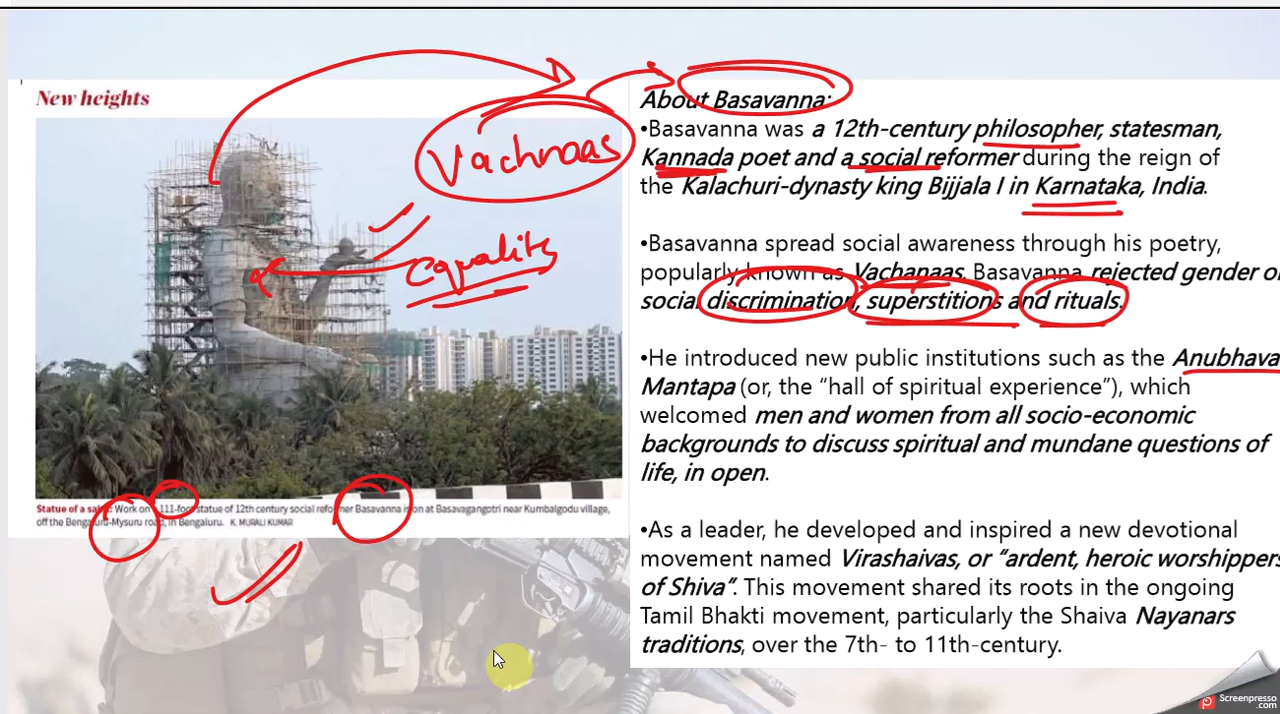 New heights
Vachnaas
equality
Statue of a Work on 111-foot statue of 12th century social reformer Basavanna is on at Basavagangotri near Kumbalgodu village,
off the Bengaluru-Mysuru road, in Bengaluru. K. MURALI KUMAR
About Basavanna:
•Basavanna was a 12th-century philosopher, statesman,
Kannada poet and a social reformer during the reign of
the Kalachuri-dynasty king Bijjala I in Karnataka, India.
•Basavanna spread social awareness through his poetry,
popularly known as Vachanaas. Basavanna rejected gender or
social discrimination, superstitions and rituals.
•He introduced new public institutions such as the Anubhava
Mantapa (or, the “hall of spiritual experience”), which
welcomed men and women from all socio-economic
backgrounds to discuss spiritual and mundane questions of
life, in open.
•As a leader, he developed and inspired a new devotional
movement named Virashaivas, or “ardent, heroic worshippers
of Shiva”. This movement shared its roots in the ongoing
Tamil Bhakti movement, particularly the Shaiva Nayanars
traditions, over the 7th- to 11th-century.
Screenpresso
.com